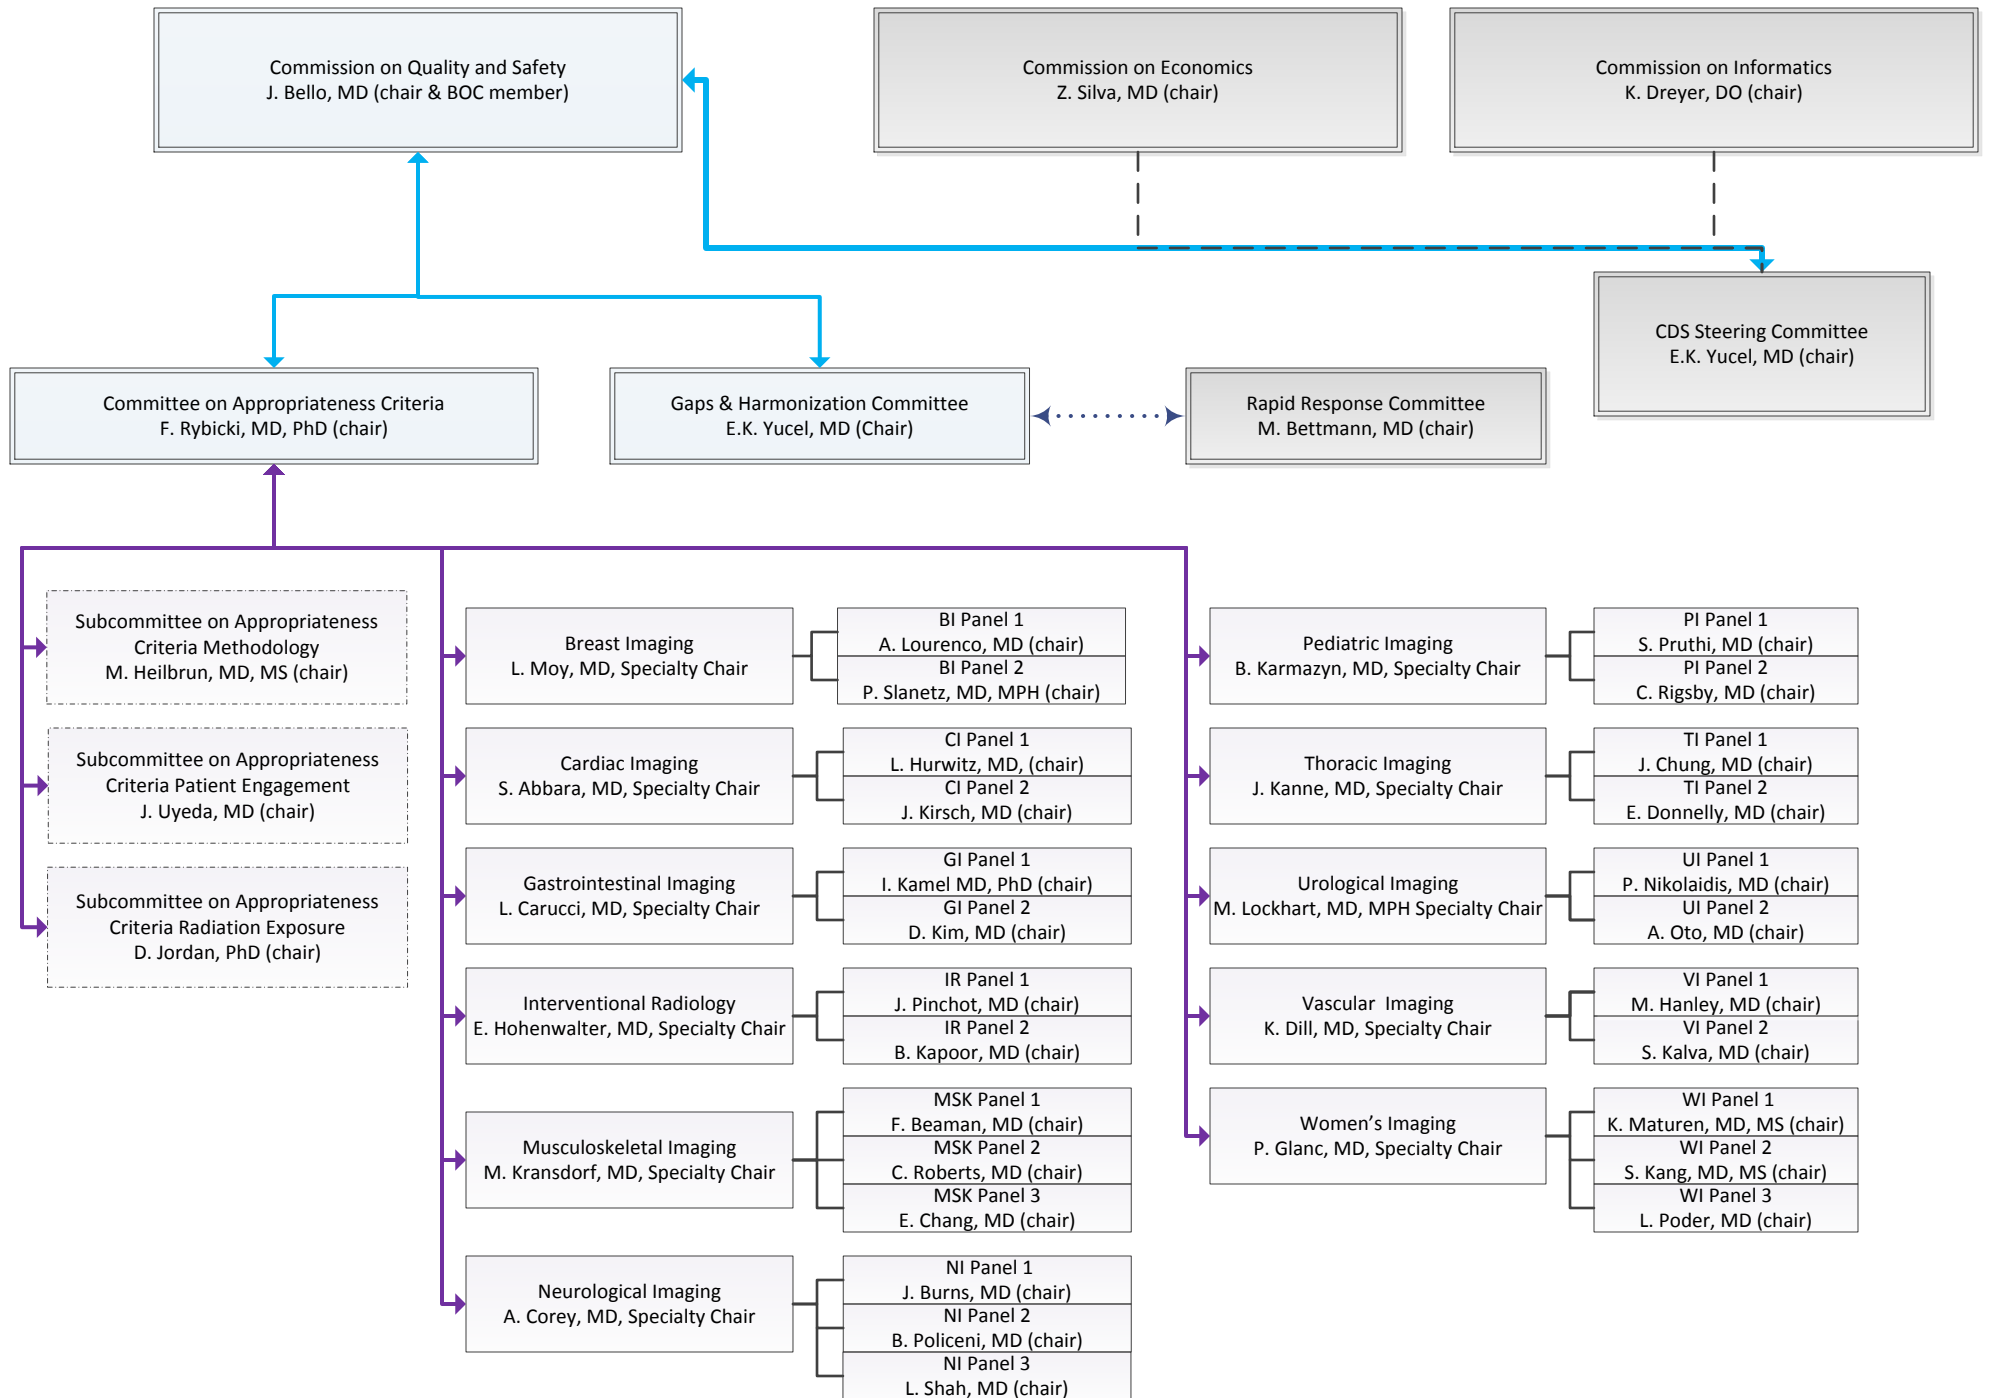 Commission on Quality and Safety
J. Bello, MD (chair & BOC member)
Commission on Economics
Z. Silva, MD (chair)
Commission on Informatics
K. Dreyer, DO (chair)
CDS Steering Committee
E.K. Yucel, MD (chair)
Committee on Appropriateness Criteria
F. Rybicki, MD, PhD (chair)
Gaps & Harmonization Committee
E.K. Yucel, MD (Chair)
Rapid Response Committee
M. Bettmann, MD (chair)
Subcommittee on Appropriateness
Criteria Methodology
M. Heilbrun, MD, MS (chair)
Subcommittee on Appropriateness
Criteria Patient Engagement
J. Uyeda, MD (chair)
Subcommittee on Appropriateness
Criteria Radiation Exposure
D. Jordan, PhD (chair)
Breast Imaging
L. Moy, MD, Specialty Chair
BI Panel 1
A. Lourenco, MD (chair)
BI Panel 2
P. Slanetz, MD, MPH (chair)
Cardiac Imaging
S. Abbara, MD, Specialty Chair
CI Panel 1
L. Hurwitz, MD, (chair)
CI Panel 2
J. Kirsch, MD (chair)
Gastrointestinal Imaging
L. Carucci, MD, Specialty Chair
GI Panel 1
I. Kamel MD, PhD (chair)
GI Panel 2
D. Kim, MD (chair)
Interventional Radiology
E. Hohenwalter, MD, Specialty Chair
IR Panel 1
J. Pinchot, MD (chair)
IR Panel 2
B. Kapoor, MD (chair)
Musculoskeletal Imaging
M. Kransdorf, MD, Specialty Chair
MSK Panel 1
F. Beaman, MD (chair)
MSK Panel 2
C. Roberts, MD (chair)
MSK Panel 3
E. Chang, MD (chair)
Neurological Imaging
A. Corey, MD, Specialty Chair
NI Panel 1
J. Burns, MD (chair)
NI Panel 2
B. Policeni, MD (chair)
NI Panel 3
L. Shah, MD (chair)
Pediatric Imaging
B. Karmazyn, MD, Specialty Chair
PI Panel 1
S. Pruthi, MD (chair)
PI Panel 2
C. Rigsby, MD (chair)
Thoracic Imaging
J. Kanne, MD, Specialty Chair
TI Panel 1
J. Chung, MD (chair)
TI Panel 2
E. Donnelly, MD (chair)
Urological Imaging
M. Lockhart, MD, MPH Specialty Chair
UI Panel 1
P. Nikolaidis, MD (chair)
UI Panel 2
A. Oto, MD (chair)
Vascular  Imaging
K. Dill, MD, Specialty Chair
VI Panel 1
M. Hanley, MD (chair)
VI Panel 2
S. Kalva, MD (chair)
Women’s Imaging
P. Glanc, MD, Specialty Chair
WI Panel 1
K. Maturen, MD, MS (chair)
WI Panel 2
S. Kang, MD, MS (chair)
WI Panel 3
L. Poder, MD (chair)